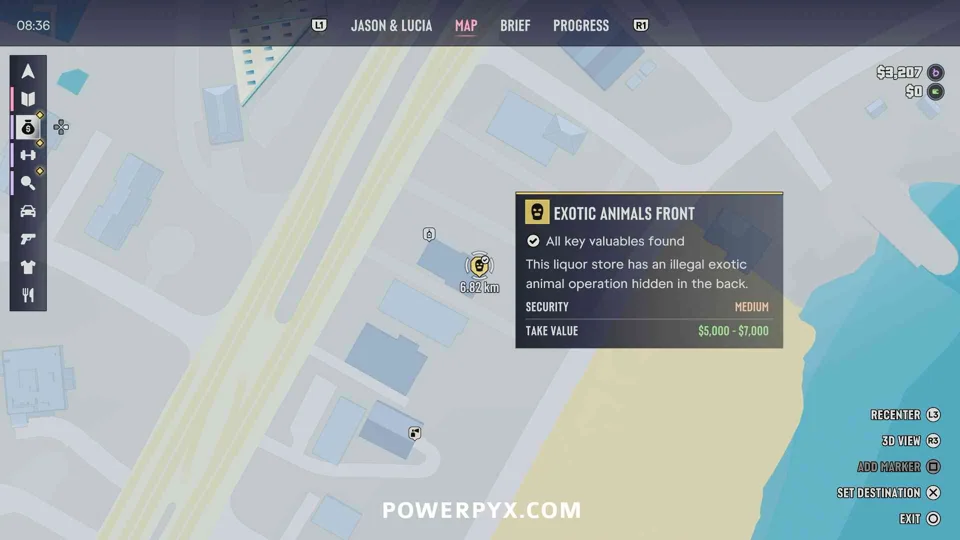 08:36
L1 JASON & LUCIA MAP BRIEF PROGRESS R1
$3,207
$0
EXOTIC ANIMALS FRONT
All key valuables found
This liquor store has an illegal exotic
animal operation hidden in the back.
SECURITY MEDIUM
TAKE VALUE $5,000 - $7,000
6.82 km
RECENTER L3
3D VIEW R3
ADD MARKER
SET DESTINATION
EXIT
POWERPYX.COM